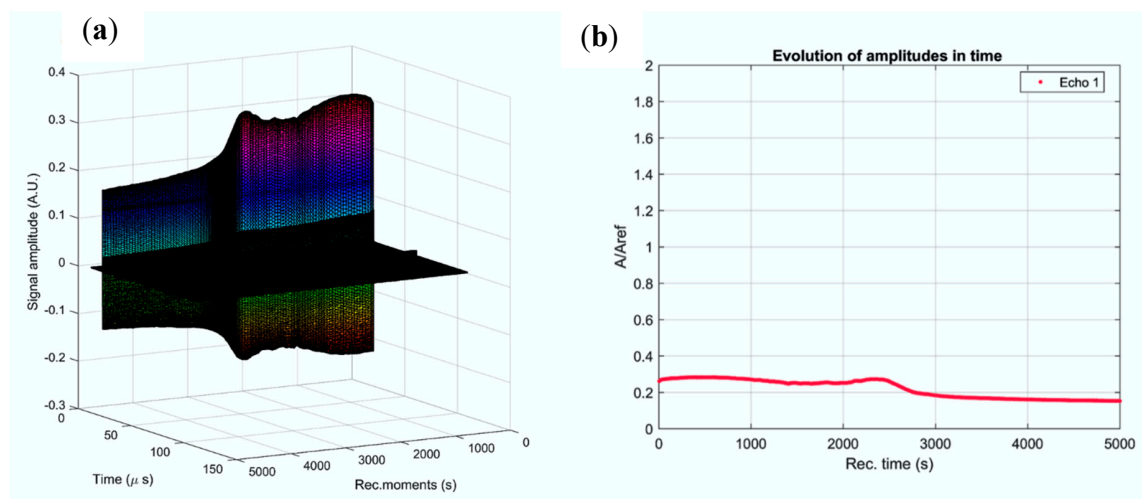 (a)
0.4
0.3
0.2
0.1
0
-0.1
-0.2
-0.3
Signal amplitude (A.U.)
0
50
100
150
Time (μ s)
5000
4000
3000
2000
1000
0
Rec.moments (s)
(b)
Evolution of amplitudes in time
Echo 1
2
1.8
1.6
1.4
1.2
1
0.8
0.6
0.4
0.2
0
A/Aref
0 1000 2000 3000 4000 5000
Rec. time (s)